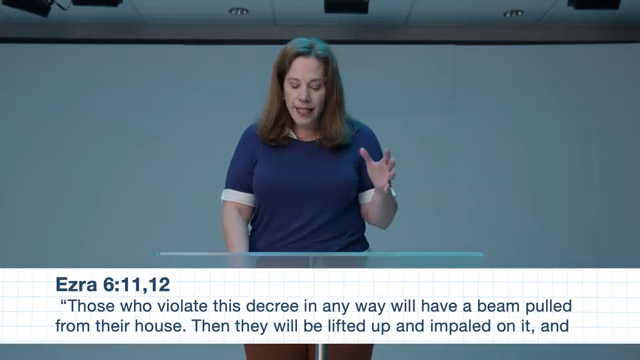 Ezra 6:11,12
“Those who violate this decree in any way will have a beam pulled
from their house. Then they will be lifted up and impaled on it, and